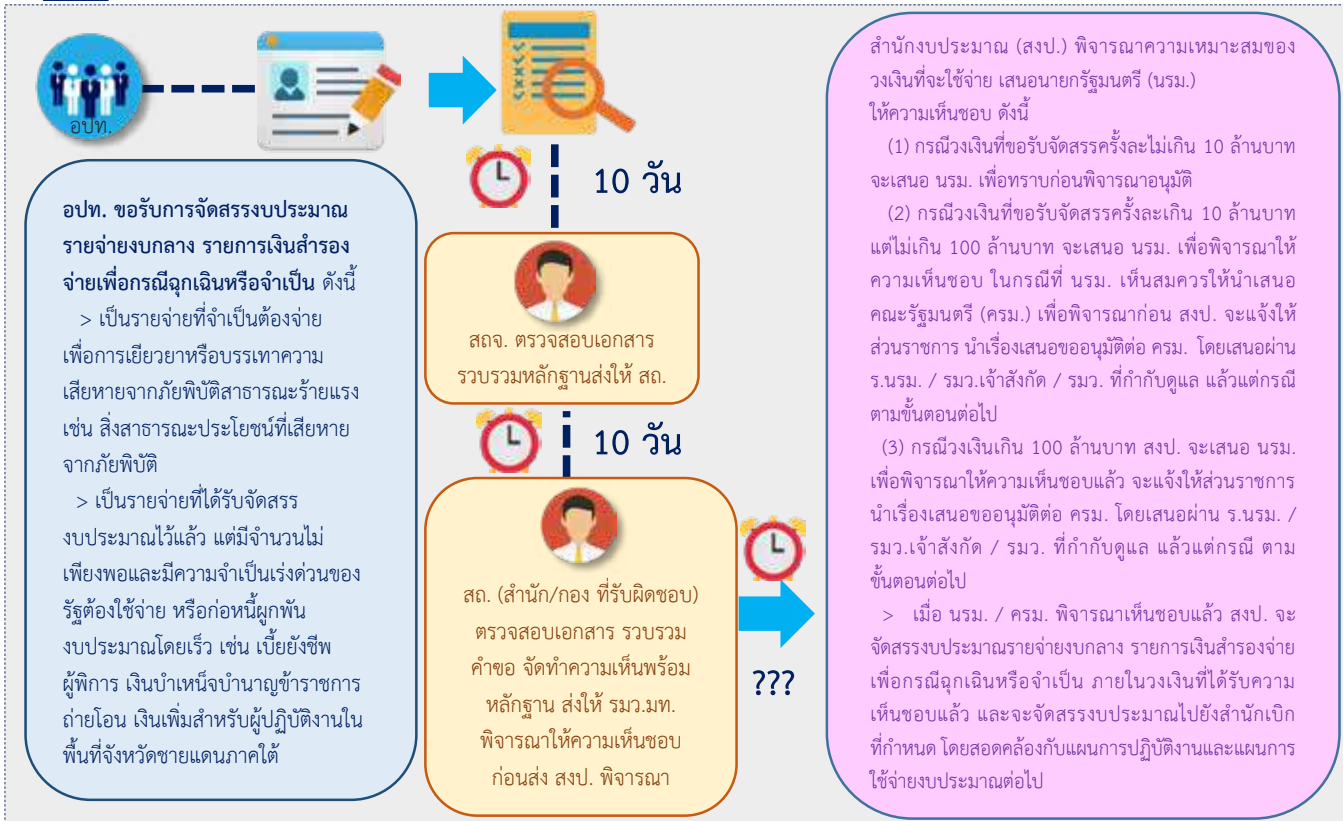 อปท.
อปท. ขอรับการจัดสรรงบประมาณ
รายจ่ายงบกลาง รายการเงินสำรอง
จ่ายเพื่อกรณีฉุกเฉินหรือจำเป็น ดังนี้
> เป็นรายจ่ายที่จำเป็นต้องจ่าย
เพื่อการเยียวยาหรือบรรเทาความ
เสียหายจากภัยพิบัติสาธารณะร้ายแรง
เช่น สิ่งสาธารณะประโยชน์ที่เสียหาย
จากภัยพิบัติ
> เป็นรายจ่ายที่ได้รับจัดสรร
งบประมาณไว้แล้ว แต่มีจำนวนไม่
เพียงพอและมีความจำเป็นเร่งด่วนของ
รัฐต้องใช้จ่าย หรือก่อหนี้ผูกพัน
งบประมาณโดยเร็ว เช่น เบี้ยยังชีพ
ผู้พิการ เงินบำเหน็จบำนาญข้าราชการ
ถ่ายโอน เงินเพิ่มสำหรับผู้ปฏิบัติงานใน
พื้นที่จังหวัดชายแดนภาคใต้
10 วัน
สถจ. ตรวจสอบเอกสาร
รวบรวมหลักฐานส่งให้ สถ.
10 วัน
สถ. (สำนัก/กอง ที่รับผิดชอบ)
ตรวจสอบเอกสาร รวบรวม
คำขอ จัดทำความเห็นพร้อม
หลักฐาน ส่งให้ รมว.มท.
พิจารณาให้ความเห็นชอบ
ก่อนส่ง สงป. พิจารณา
???
สำนักงบประมาณ (สงป.) พิจารณาความเหมาะสมของ
วงเงินที่จะใช้จ่าย เสนอนายกรัฐมนตรี (นรม.)
ให้ความเห็นชอบ ดังนี้
(1) กรณีวงเงินที่ขอรับจัดสรรครั้งละไม่เกิน 10 ล้านบาท
จะเสนอ นรม. เพื่อทราบก่อนพิจารณาอนุมัติ
(2) กรณีวงเงินที่ขอรับจัดสรรครั้งละเกิน 10 ล้านบาท
แต่ไม่เกิน 100 ล้านบาท จะเสนอ นรม. เพื่อพิจารณาให้
ความเห็นชอบ ในกรณีที่ นรม. เห็นสมควรให้นำเสนอ
คณะรัฐมนตรี (ครม.) เพื่อพิจารณาก่อน สงป. จะแจ้งให้
ส่วนราชการ นำเรื่องเสนอขออนุมัติต่อ ครม. โดยเสนอผ่าน
ร.นรม. / รมว.เจ้าสังกัด / รมว. ที่กำกับดูแล แล้วแต่กรณี
ตามขั้นตอนต่อไป
(3) กรณีวงเงินเกิน 100 ล้านบาท สงป. จะเสนอ นรม.
เพื่อพิจารณาให้ความเห็นชอบแล้ว จะแจ้งให้ส่วนราชการ
นำเรื่องเสนอขออนุมัติต่อ ครม. โดยเสนอผ่าน ร.นรม. /
รมว.เจ้าสังกัด / รมว. ที่กำกับดูแล แล้วแต่กรณี ตาม
ขั้นตอนต่อไป
> เมื่อ นรม. / ครม. พิจารณาเห็นชอบแล้ว สงป. จะ
จัดสรรงบประมาณรายจ่ายงบกลาง รายการเงินสำรองจ่าย
เพื่อกรณีฉุกเฉินหรือจำเป็น ภายในวงเงินที่ได้รับความ
เห็นชอบแล้ว และจะจัดสรรงบประมาณไปยังสำนักเบิก
ที่กำหนด โดยสอดคล้องกับแผนการปฏิบัติงานและแผนการ
ใช้จ่ายงบประมาณต่อไป